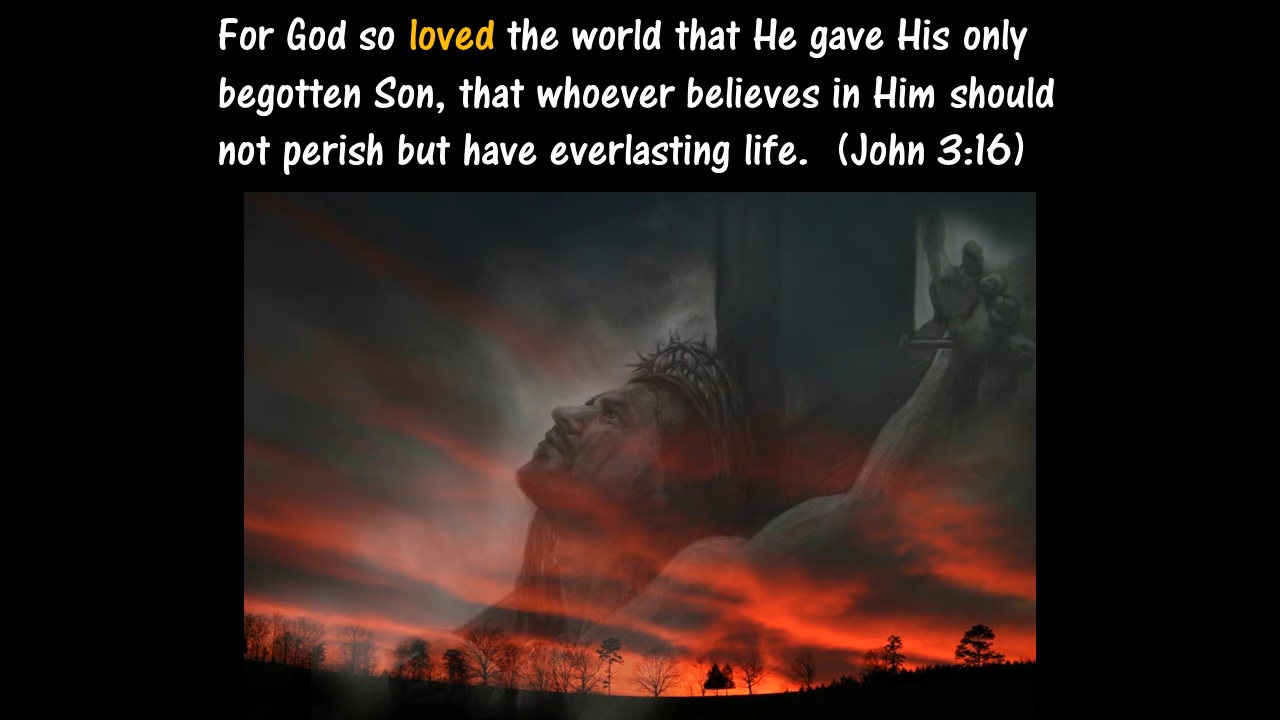 For God so loved the world that He gave His only
begotten Son, that whoever believes in Him should
not perish but have everlasting life. (John 3:16)